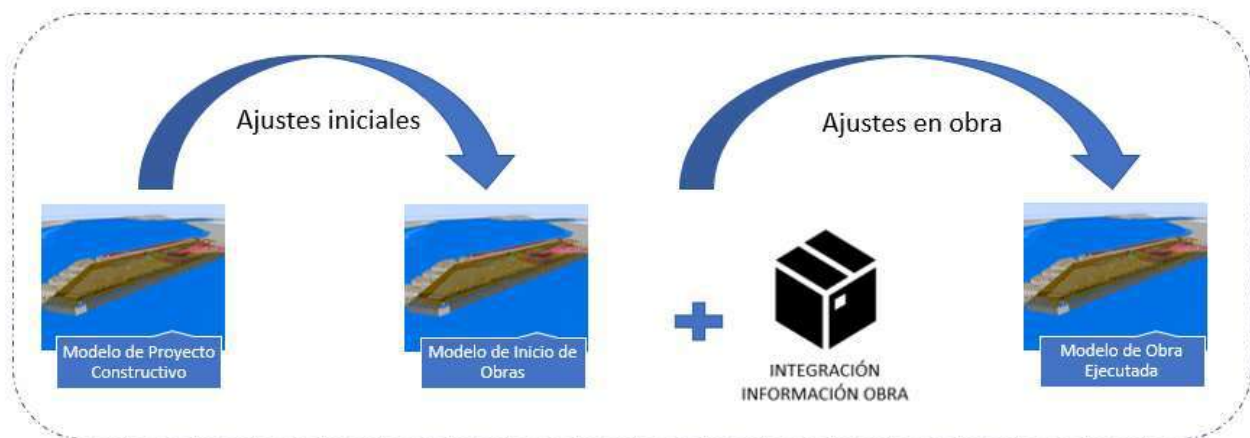 Ajustes iniciales
Ajustes en obra
Modelo de Proyecto
Constructivo
Modelo de Inicio de
Obras
INTEGRACIÓN
INFORMACIÓN OBRA
Modelo de Obra
Ejecutada